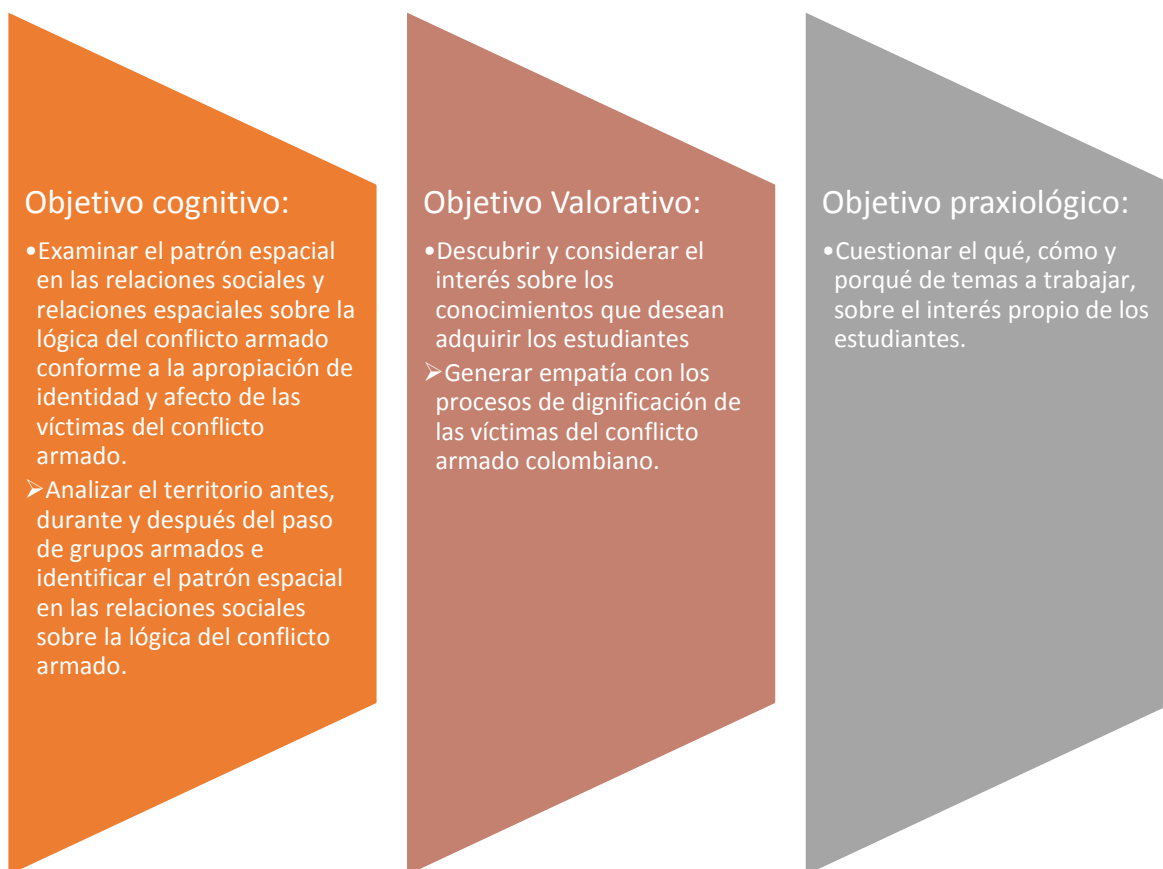 Objetivo cognitivo:
•Examinar el patrón espacial
en las relaciones sociales y
relaciones espaciales sobre la
lógica del conflicto armado
conforme a la apropiación de
identidad y afecto de las
víctimas del conflicto
armado.
➢Analizar el territorio antes,
durante y después del paso
de grupos armados e
identificar el patrón espacial
en las relaciones sociales
sobre la lógica del conflicto
armado.
Objetivo Valorativo:
•Descubrir y considerar el
interés sobre los
conocimientos que desean
adquirir los estudiantes
➢Generar empatía con los
procesos de dignificación de
las víctimas del conflicto
armado colombiano.
Objetivo praxiológico:
•Cuestionar el qué, cómo y
porqué de temas a trabajar,
sobre el interés propio de los
estudiantes.